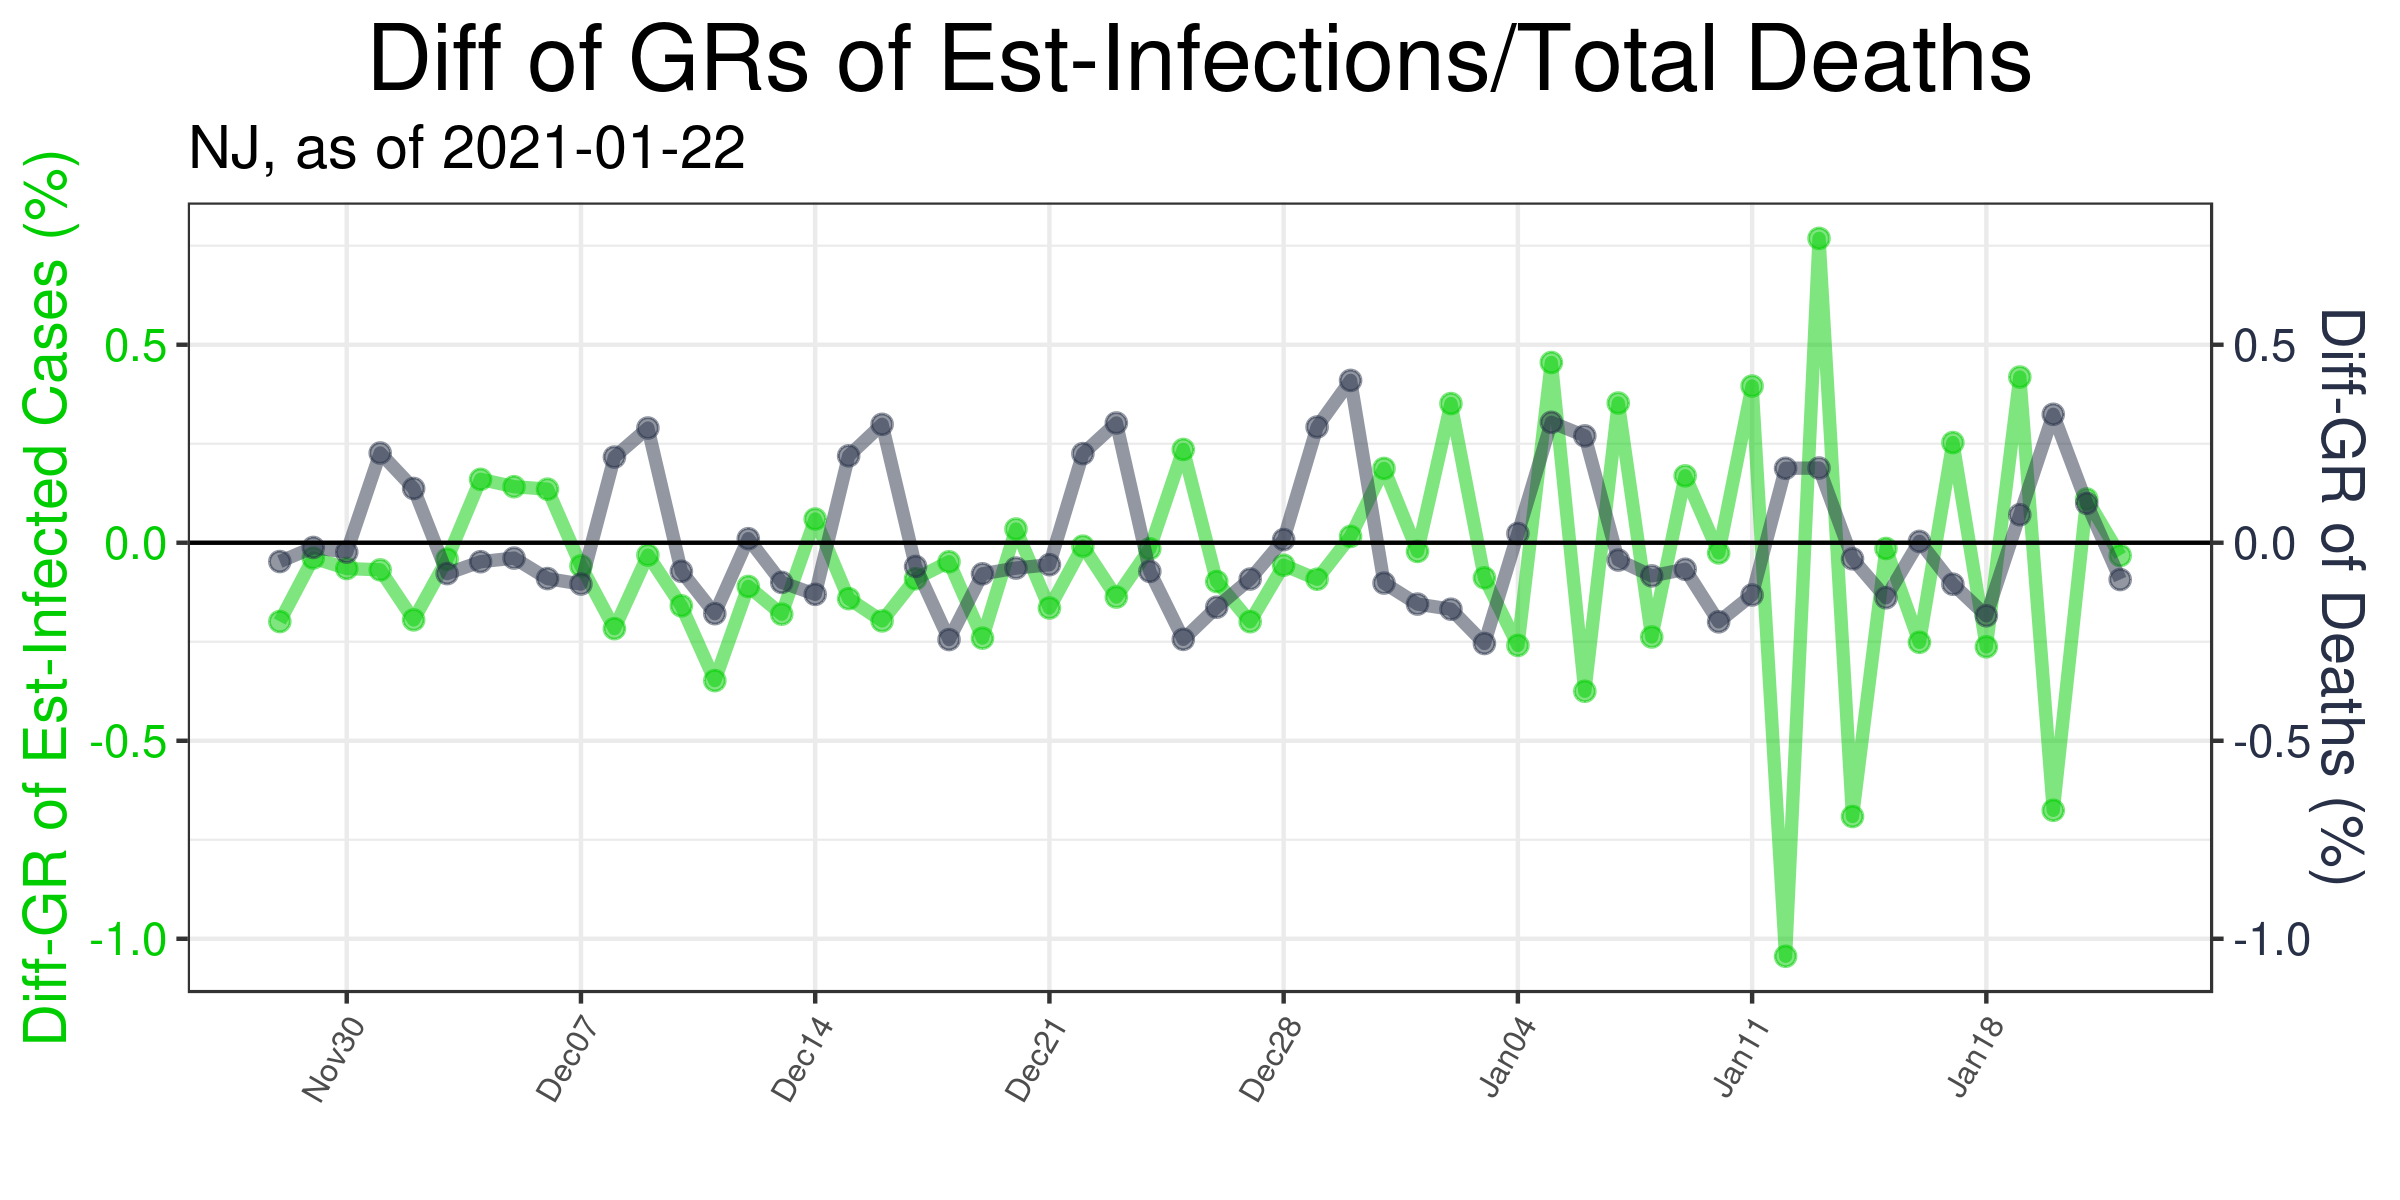 Diff of GRs of Est-Infections/Total Deaths
NJ, as of 2021-01-22
Diff-GR of Est-Infected Cases (%)
0.5
0.0
-0.5
-1.0
0.5
0.0
-0.5
-1.0
Diff-GR of Deaths (%)
Nov30
Dec07
Dec14
Dec21
Dec28
Jan04
Jan11
Jan18